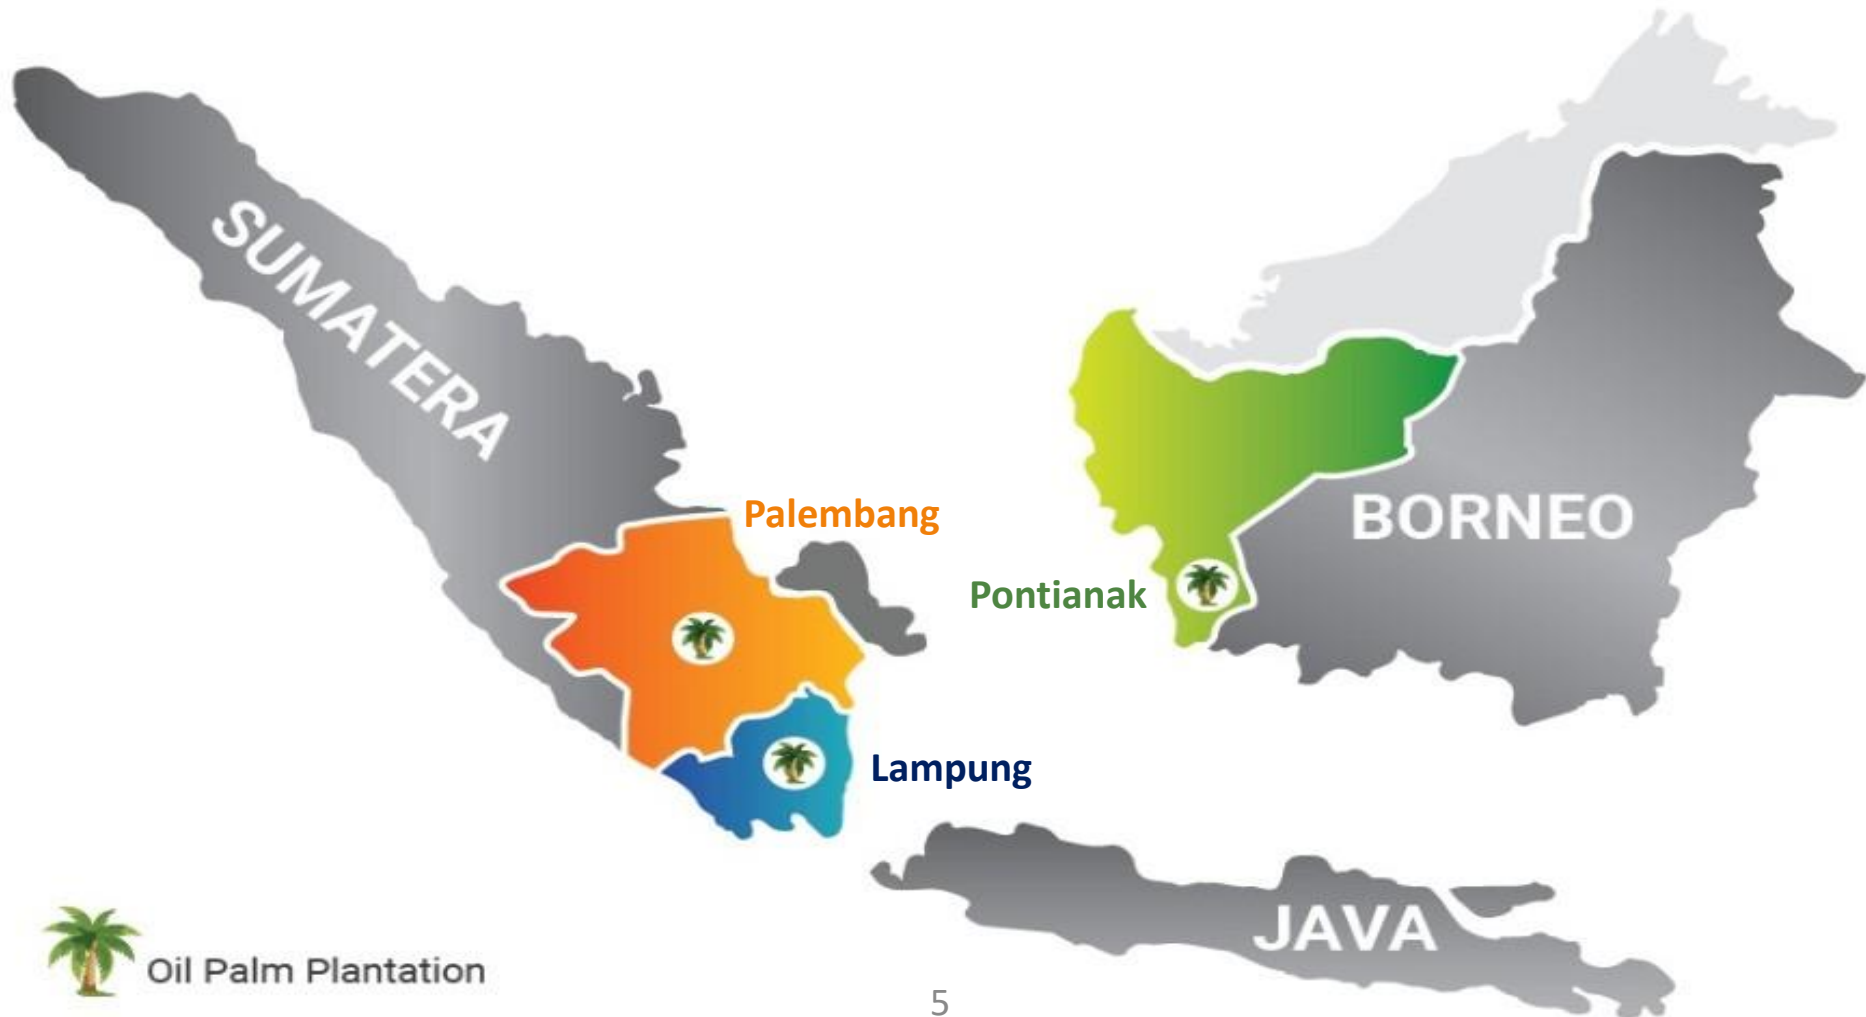 SUMATERA
Palembang
BORNEO
Pontianak
Lampung
JAVA
Oil Palm Plantation
5